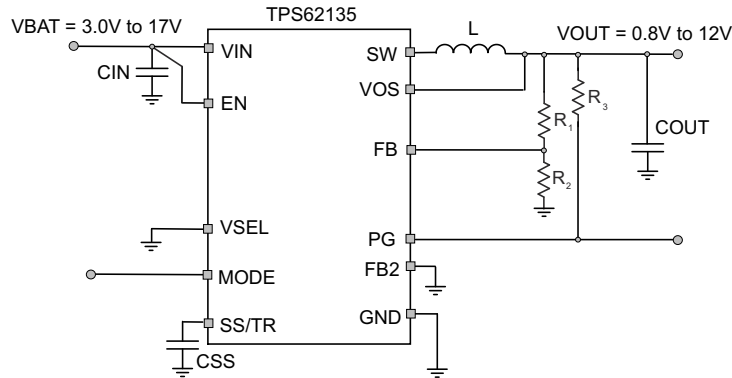 TPS62135
VBAT = 3.0V to 17V
L
VOUT = 0.8V to 12V
VIN
SW
CIN
VOS
EN
R1
R3
COUT
FB
R2
VSEL
PG
MODE
FB2
SS/TR
GND
CSS